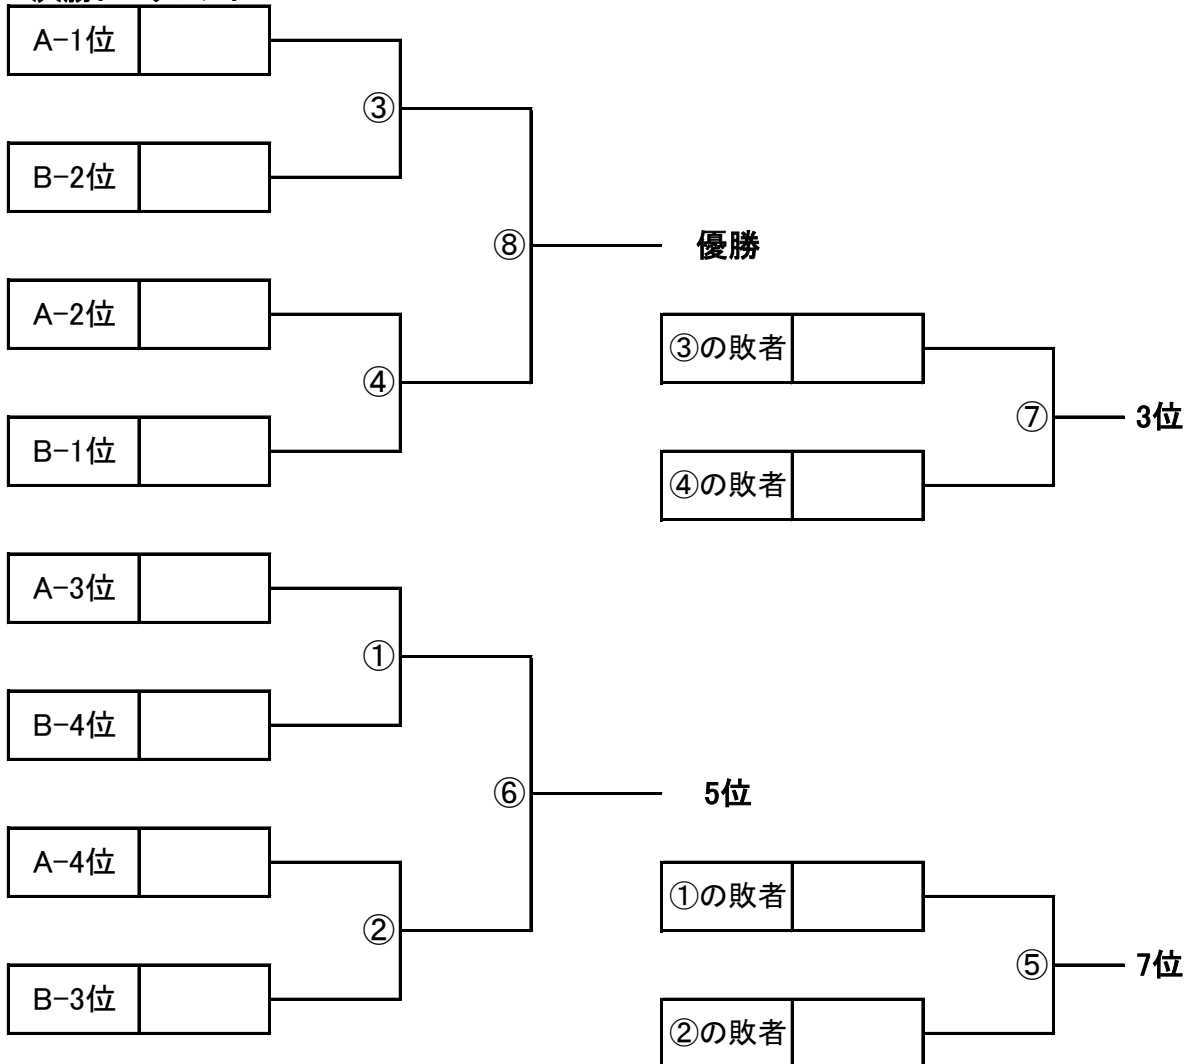 A-1位
③
B-2位
⑧
優勝
A-2位
③の敗者
④
⑦
3位
B-1位
④の敗者
A-3位
①
B-4位
⑥
5位
A-4位
①の敗者
②
⑤
7位
B-3位
②の敗者